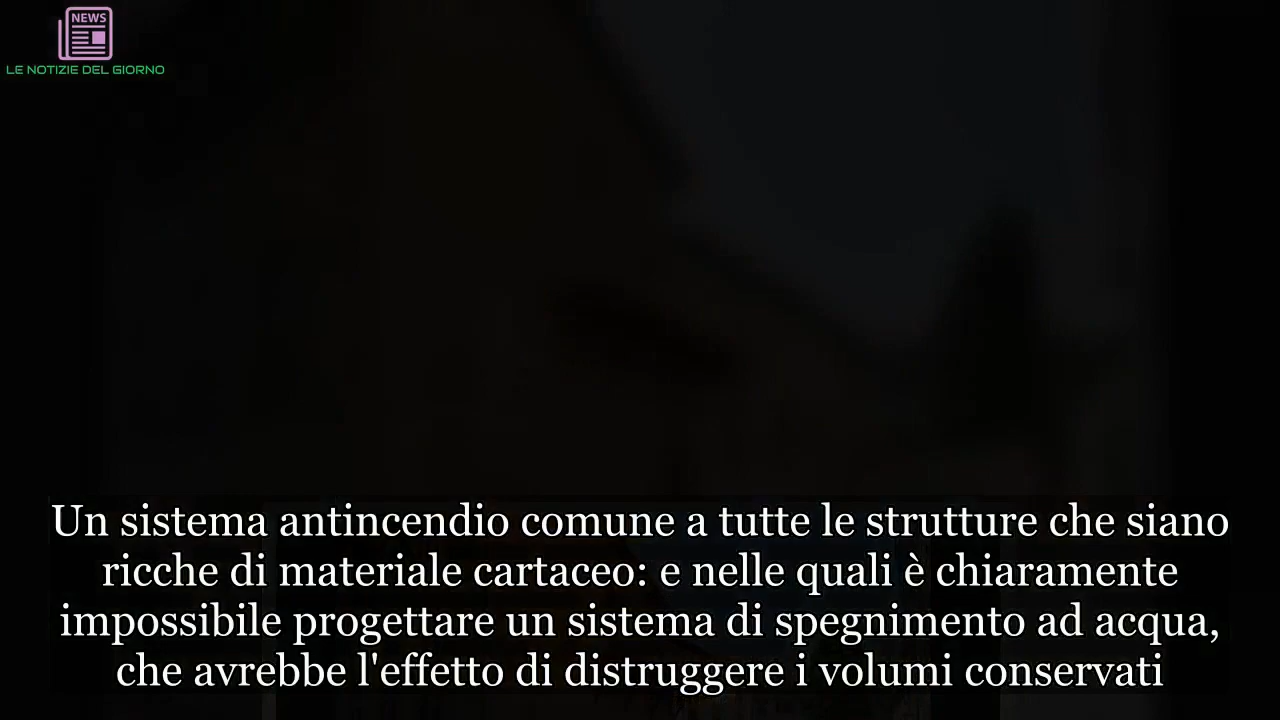 NEWS
LE NOTIZIE DEL GIORNO
Un sistema antincendio comune a tutte le strutture che siano
ricche di materiale cartaceo: e nelle quali è chiaramente
impossibile progettare un sistema di spegnimento ad acqua,
che avrebbe l'effetto di distruggere i volumi conservati